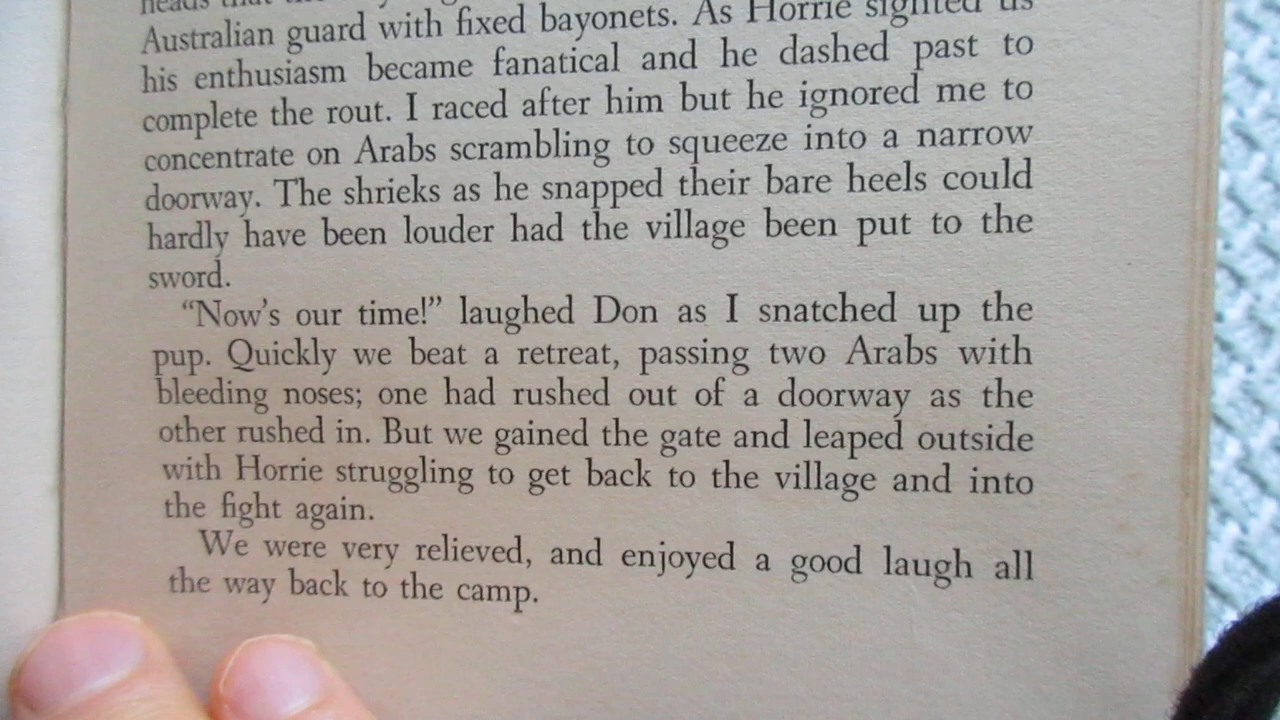 heads that
Australian guard with fixed bayonets. As Horrie sighted us
his enthusiasm became fanatical and he dashed past to
complete the rout. I raced after him but he ignored me to
concentrate on Arabs scrambling to squeeze into a narrow
doorway. The shrieks as he snapped their bare heels could
hardly have been louder had the village been put to the
sword.
“Now’s our time!” laughed Don as I snatched up the
pup. Quickly we beat a retreat, passing two Arabs with
bleeding noses; one had rushed out of a doorway as the
other rushed in. But we gained the gate and leaped outside
with Horrie struggling to get back to the village and into
the fight again.
We were very relieved, and enjoyed a good laugh all
the way back to the camp.